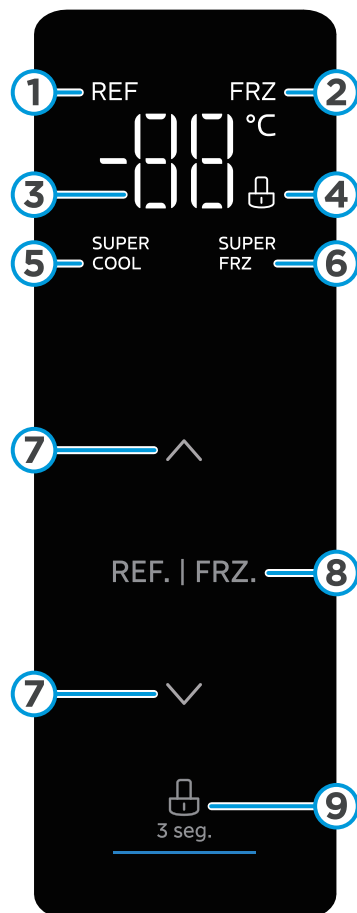 1 REF FRZ 2
-88 °C
3 4
5 SUPER COOL SUPER FRZ 6
7
REF. | FRZ. 8
7
9
3 seg.